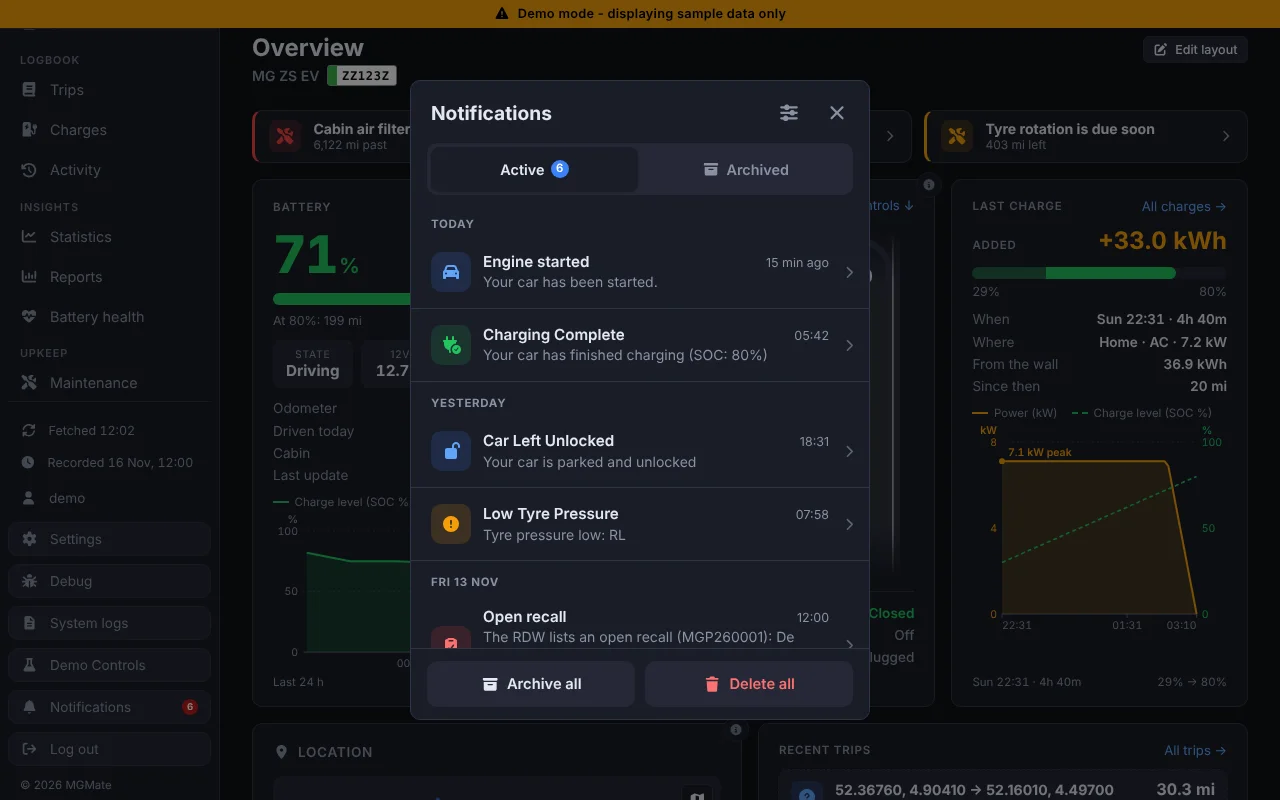 Demo mode - displaying sample data only
LOGBOOK
Trips
Charges
Activity
INSIGHTS
Statistics
Reports
Battery health
UPKEEP
Maintenance
Fetched 12:02
Recorded 16 Nov, 12:00
demo
Settings
Debug
System logs
Demo Controls
Notifications 6
Log out
© 2026 MGMate
Overview
MG ZS EV ZZ123Z
Edit layout
Cabin air filter
6,122 mi past
Tyre rotation is due soon
403 mi left
BATTERY
71%
At 80%: 199 mi
STATE
Driving
12V
12.7
Odometer
Driven today
Cabin
Last update
Charge level (SOC %
%
100
50
0
00
Last 24 h
Notifications
Active 6
Archived
TODAY
Engine started 15 min ago
Your car has been started.
Charging Complete 05:42
Your car has finished charging (SOC: 80%)
YESTERDAY
Car Left Unlocked 18:31
Your car is parked and unlocked
Low Tyre Pressure 07:58
Tyre pressure low: RL
FRI 13 NOV
Open recall 12:00
The RDW lists an open recall (MGP260001): De
Archive all
Delete all
↓
Closed
Off
LAST CHARGE All charges →
ADDED +33.0 kWh
29% 80%
When Sun 22:31 · 4h 40m
Where Home · AC · 7.2 kW
From the wall 36.9 kWh
Since then 20 mi
Power (kW) Charge level (SOC %)
kW %
8 100
7.1 kW peak
4 50
0 0
22:31 01:31 03:10
Sun 22:31 · 4h 40m 29% → 80%
LOCATION
RECENT TRIPS All trips →
52.36760, 4.90410 → 52.16010, 4.49700 30.3 mi